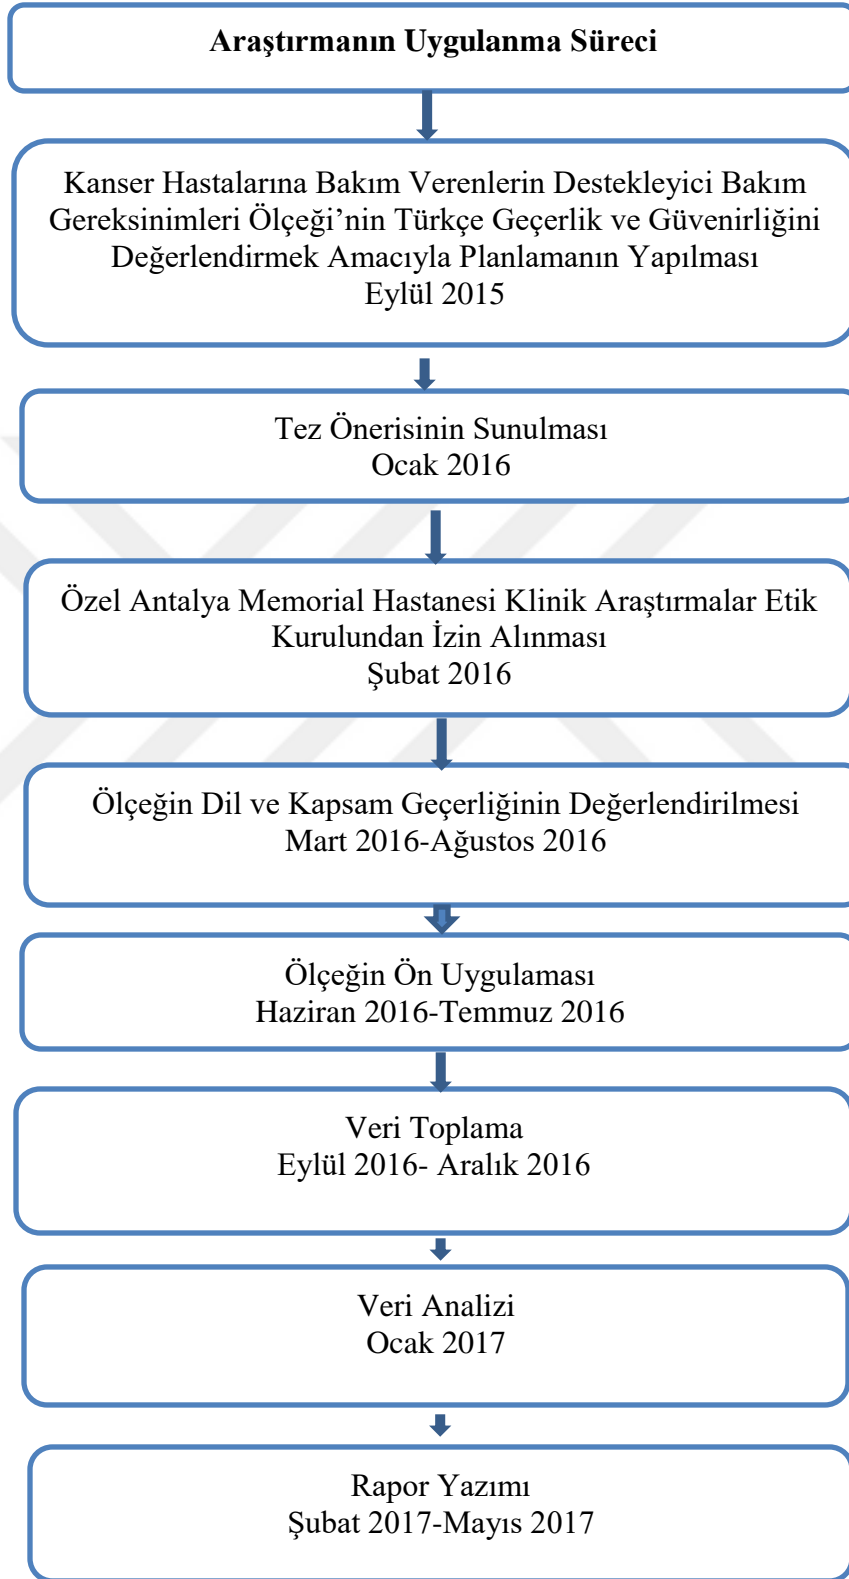 Araştırmanın Uygulanma Süreci
Kanser Hastalarına Bakım Verenlerin Destekleyici Bakım
Gereksinimleri Ölçeği’nin Türkçe Geçerlik ve Güvenirliğini
Değerlendirmek Amacıyla Planlamanın Yapılması
Eylül 2015
Tez Önerisinin Sunulması
Ocak 2016
Özel Antalya Memorial Hastanesi Klinik Araştırmalar Etik
Kurulundan İzin Alınması
Şubat 2016
Ölçeğin Dil ve Kapsam Geçerliğinin Değerlendirilmesi
Mart 2016-Ağustos 2016
Ölçeğin Ön Uygulaması
Haziran 2016-Temmuz 2016
Veri Toplama
Eylül 2016- Aralık 2016
Veri Analizi
Ocak 2017
Rapor Yazımı
Şubat 2017-Mayıs 2017